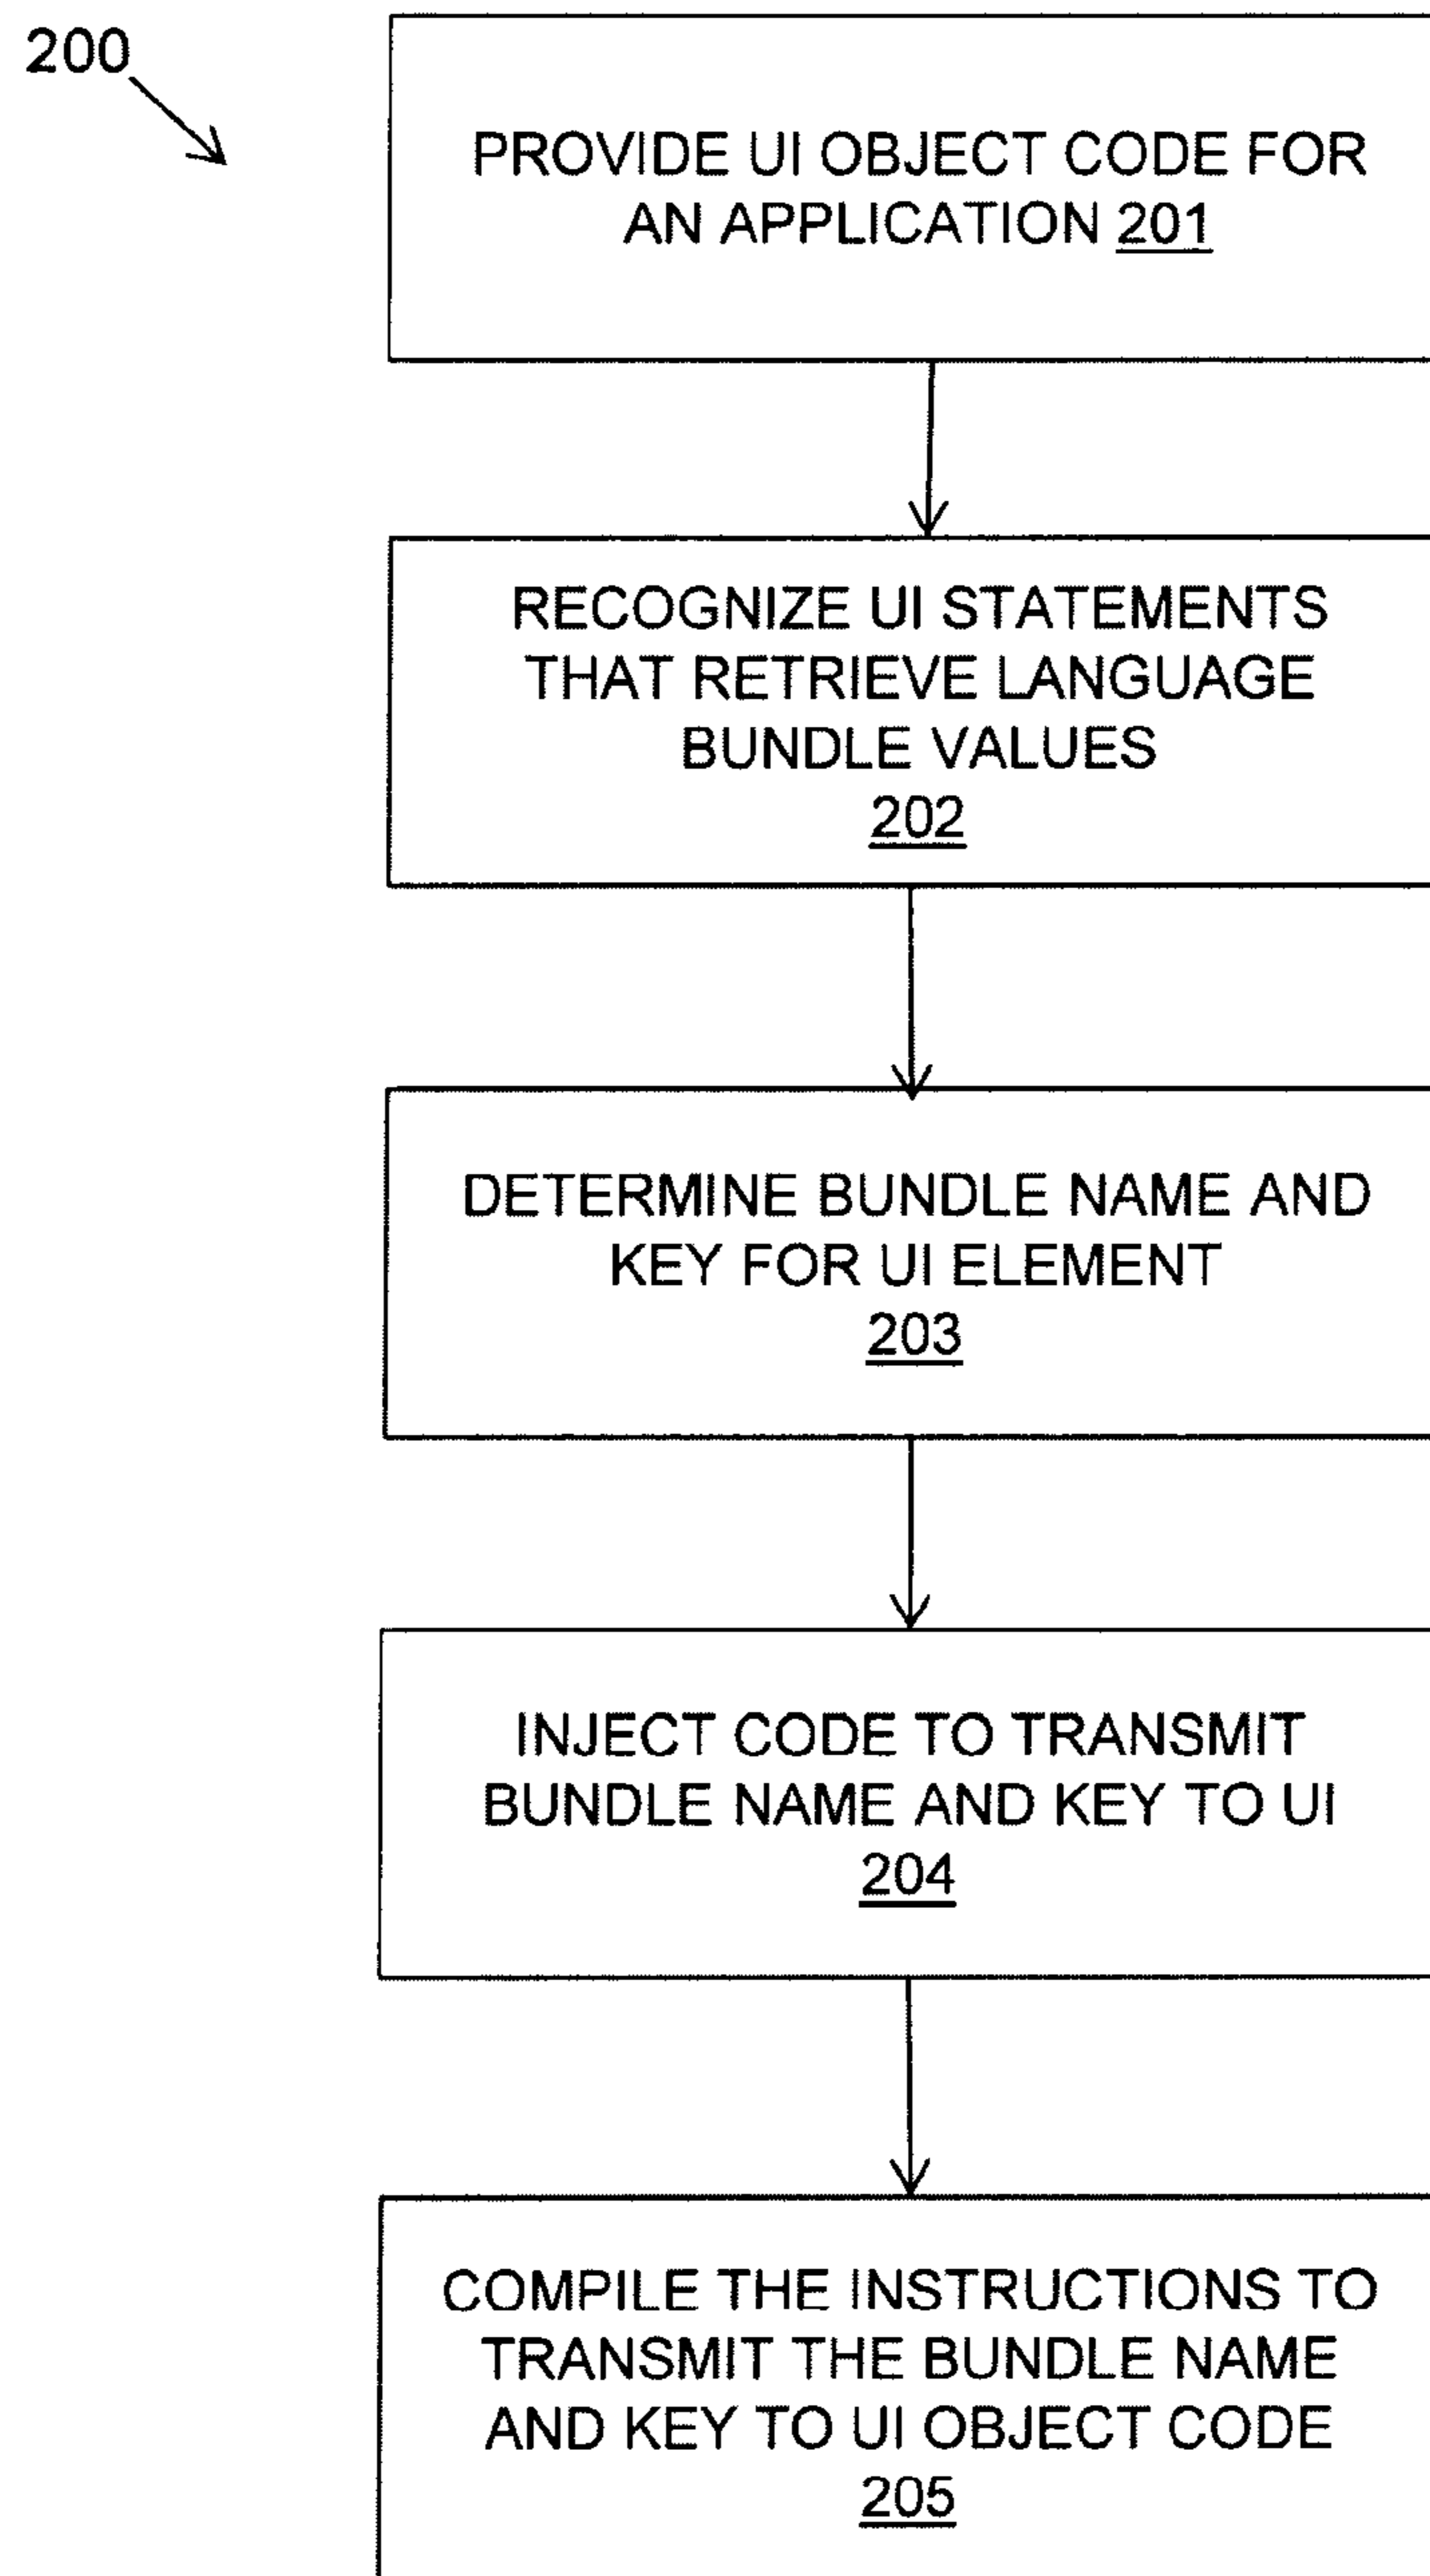 200
PROVIDE UI OBJECT CODE FOR
AN APPLICATION 201
RECOGNIZE UI STATEMENTS
THAT RETRIEVE LANGUAGE
BUNDLE VALUES
202
DETERMINE BUNDLE NAME AND
KEY FOR UI ELEMENT
203
INJECT CODE TO TRANSMIT
BUNDLE NAME AND KEY TO UI
204
COMPILE THE INSTRUCTIONS TO
TRANSMIT THE BUNDLE NAME
AND KEY TO UI OBJECT CODE
205